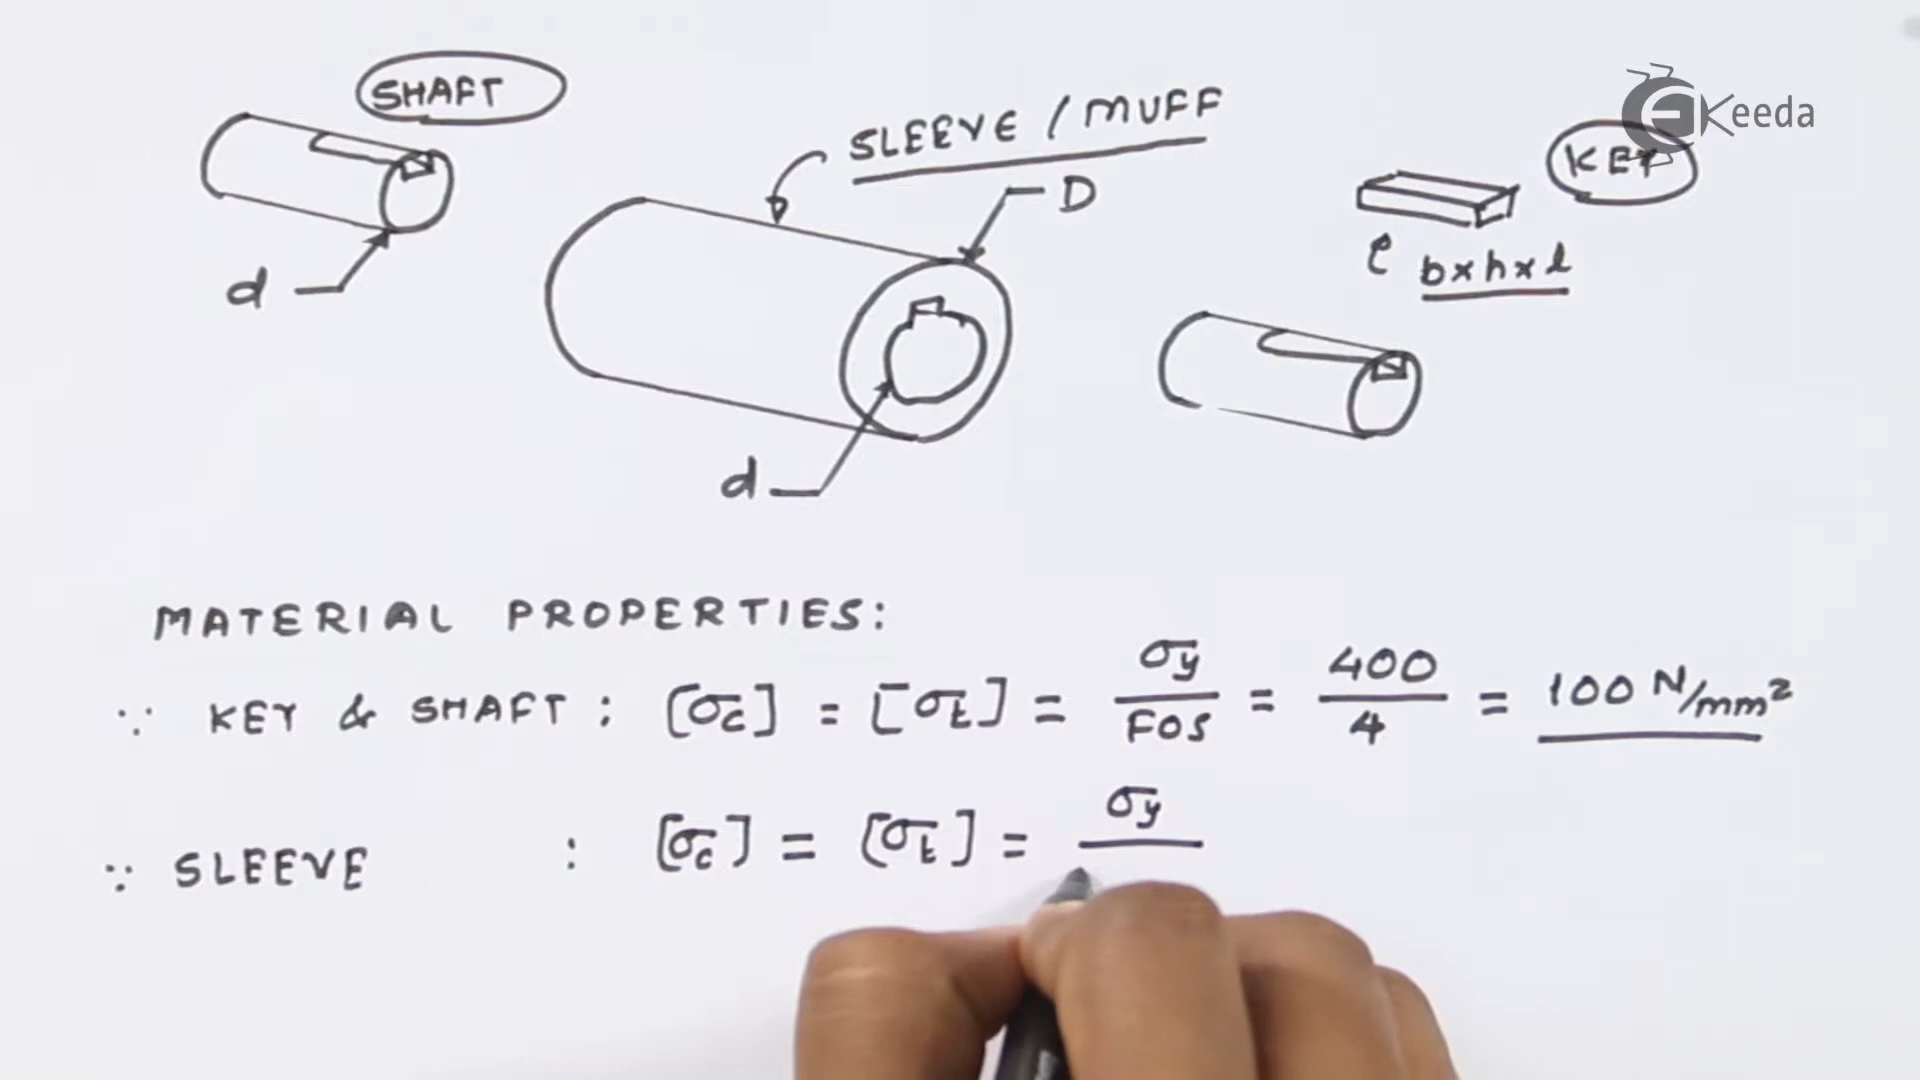 SHAFT
SLEEVE / MUFF
Keeda
KEY
D
d
b×h×l
d
MATERIAL PROPERTIES:
∵ KEY & SHAFT : [σc] = [σt] = σy / FOS = 400 / 4 = 100 N/mm²
∵ SLEEVE : [σc] = [σt] = σy